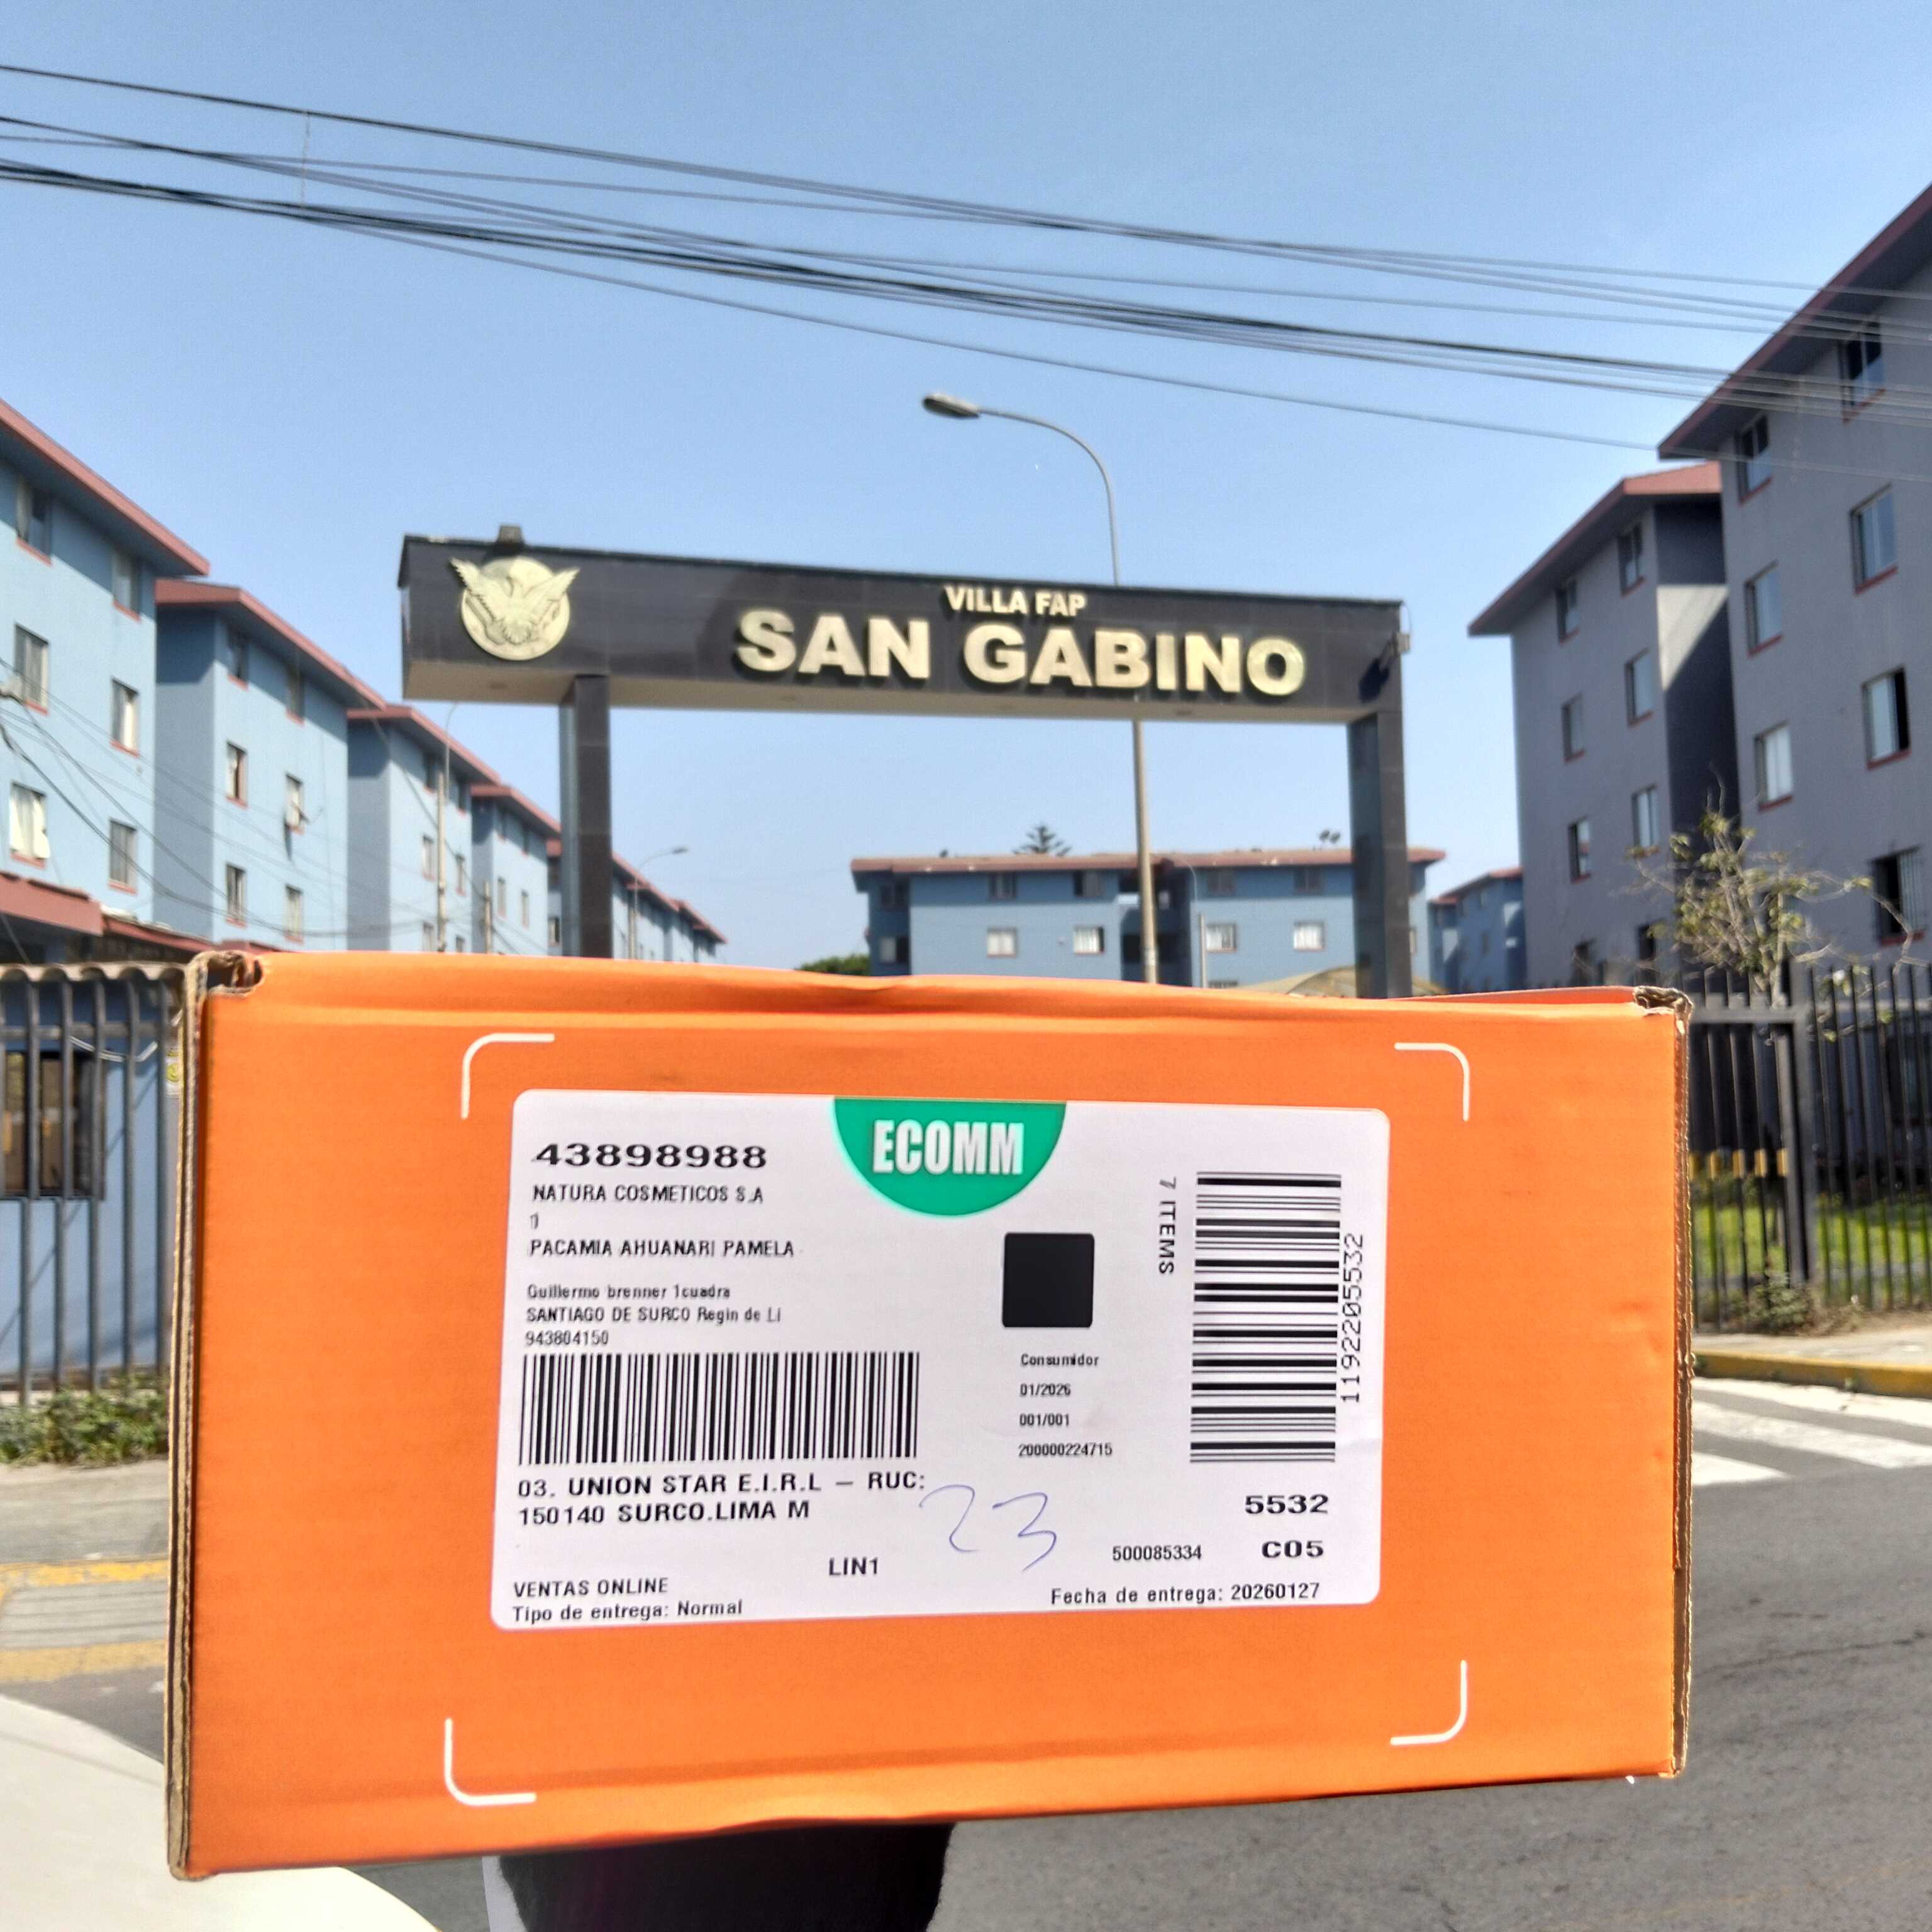 VILLA FAP
SAN GABINO
ECOMM
43898988
NATURA COSMETICOS S.A
1
PACAMIA AHUANARI PAMELA
Guillermo brenner 1cuadra
SANTIAGO DE SURCO Regin de Li
943804150
7 ITEMS
1192205532
Consumidor
01/2026
001/001
200000224715
03. UNION STAR E.I.R.L – RUC:
150140 SURCO.LIMA M
23
5532
LIN1
500085334
C05
VENTAS ONLINE
Tipo de entrega: Normal
Fecha de entrega: 20260127